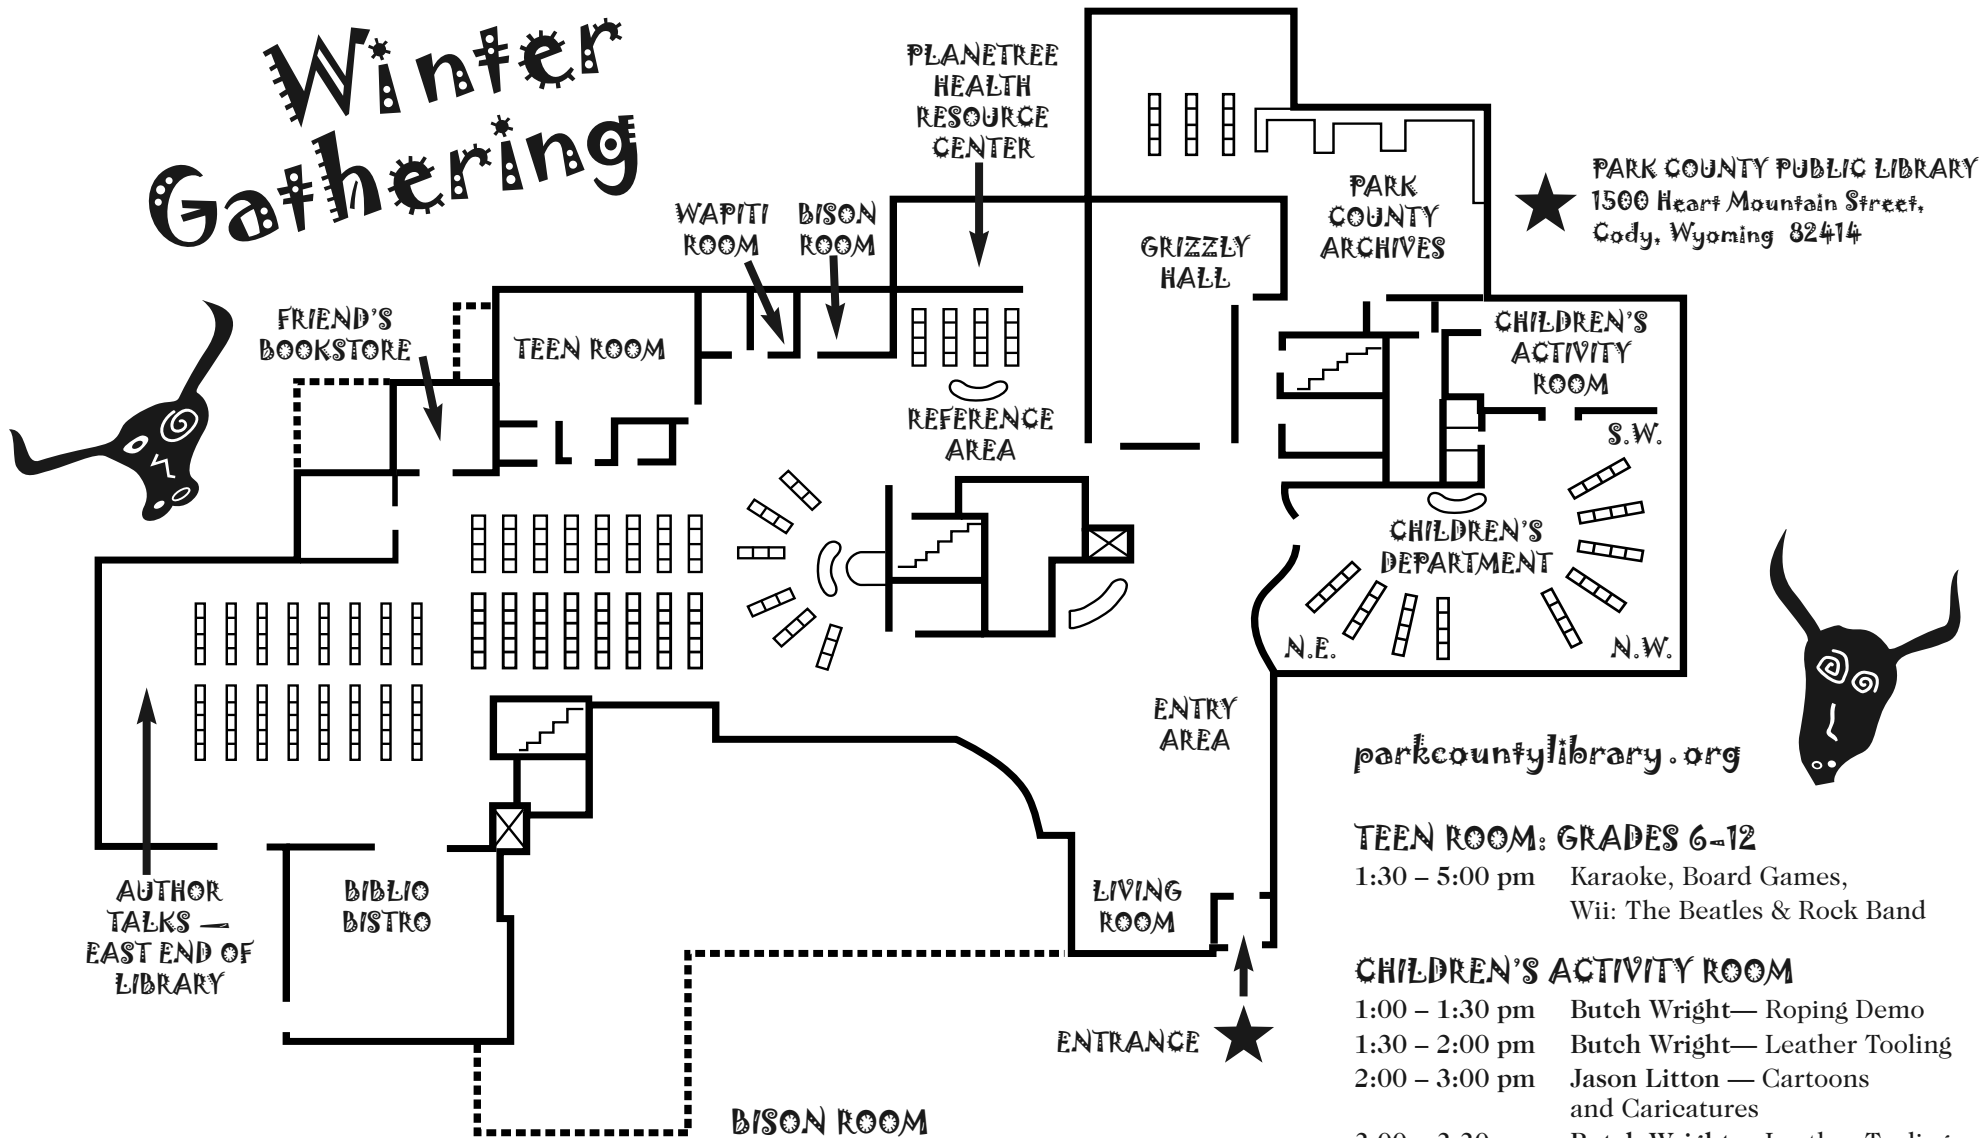 Winter
Gathering
PLANETREE
HEALTH
RESOURCE
CENTER
WAPITI
ROOM
BISON
ROOM
PARK
COUNTY
ARCHIVES
GRIZZLY
HALL
PARK COUNTY PUBLIC LIBRARY
1500 Heart Mountain Street,
Cody, Wyoming 82414
FRIEND'S
BOOKSTORE
TEEN ROOM
CHILDREN'S
ACTIVITY
ROOM
REFERENCE
AREA
S.W.
CHILDREN'S
DEPARTMENT
N.E.
N.W.
ENTRY
AREA
parkcountylibrary.org
AUTHOR
TALKS —
EAST END OF
LIBRARY
BIBLIO
BISTRO
LIVING
ROOM
ENTRANCE
BISON ROOM
TEEN ROOM: GRADES 6-12
1:30 – 5:00 pm Karaoke, Board Games,
Wii: The Beatles & Rock Band
CHILDREN'S ACTIVITY ROOM
1:00 – 1:30 pm Butch Wright— Roping Demo
1:30 – 2:00 pm Butch Wright— Leather Tooling
2:00 – 3:00 pm Jason Litton — Cartoons
and Caricatures